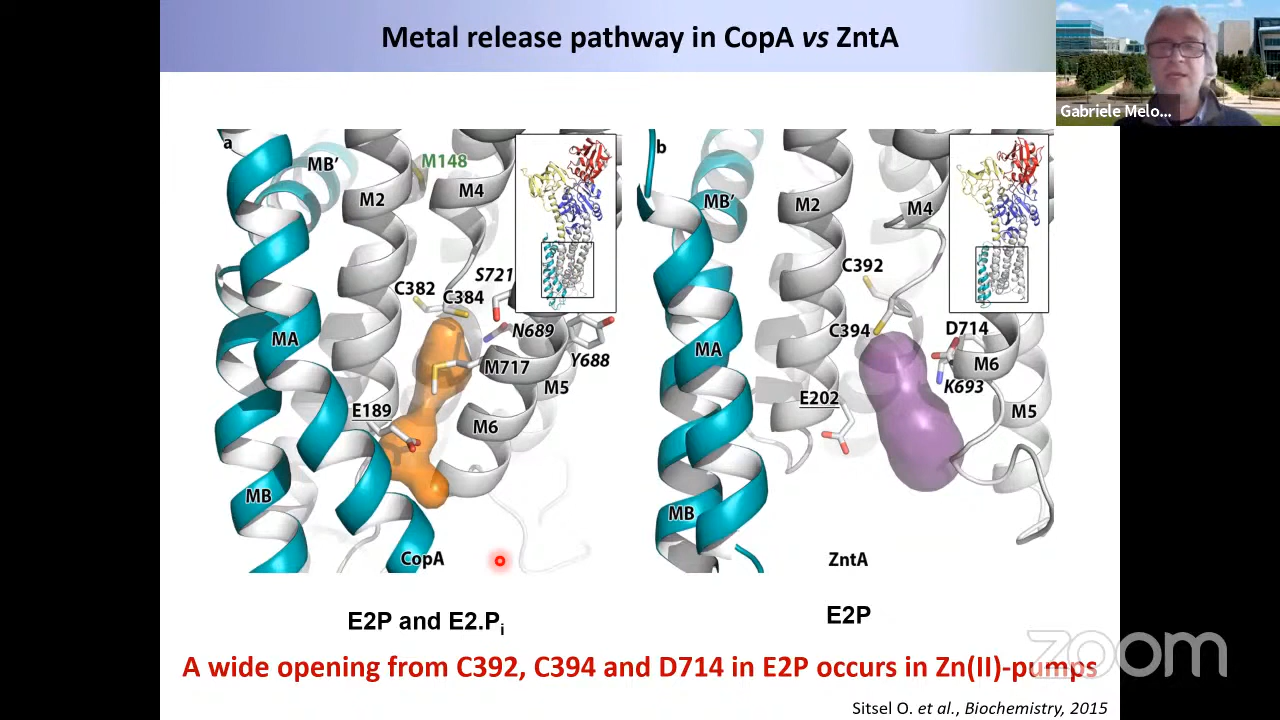 Metal release pathway in CopA vs ZntA
Gabriele Melo...
a
MB'
M148
M2
M4
S721
C382
C384
N689
MA
Y688
M717
M5
E189
M6
MB
CopA
b
MB'
M2
M4
C392
C394
D714
MA
M6
K693
E202
M5
MB
ZntA
E2P and E2.Pi
E2P
A wide opening from C392, C394 and D714 in E2P occurs in Zn(II)-pumps
zoom
Sitsel O. et al., Biochemistry, 2015